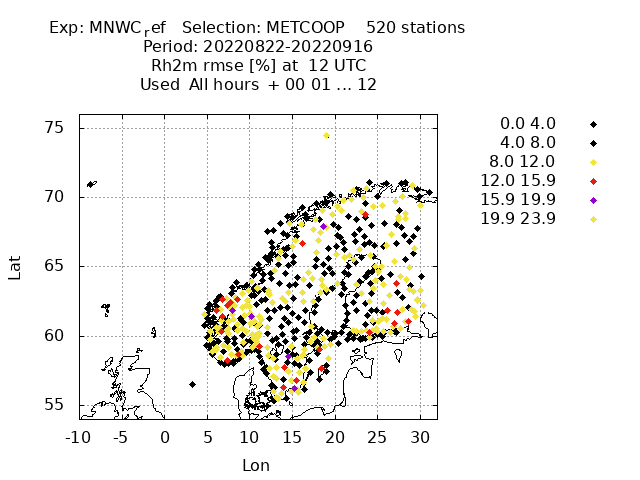 Exp: MNWC_ref   Selection: METCOOP    520 stations
Period: 20220822-20220916
Rh2m rmse [%] at  12 UTC
Used  All hours  + 00 01 ... 12
0.0 4.0
4.0 8.0
8.0 12.0
12.0 15.9
15.9 19.9
19.9 23.9
Lat
75
70
65
60
55
-10 -5 0 5 10 15 20 25 30
Lon